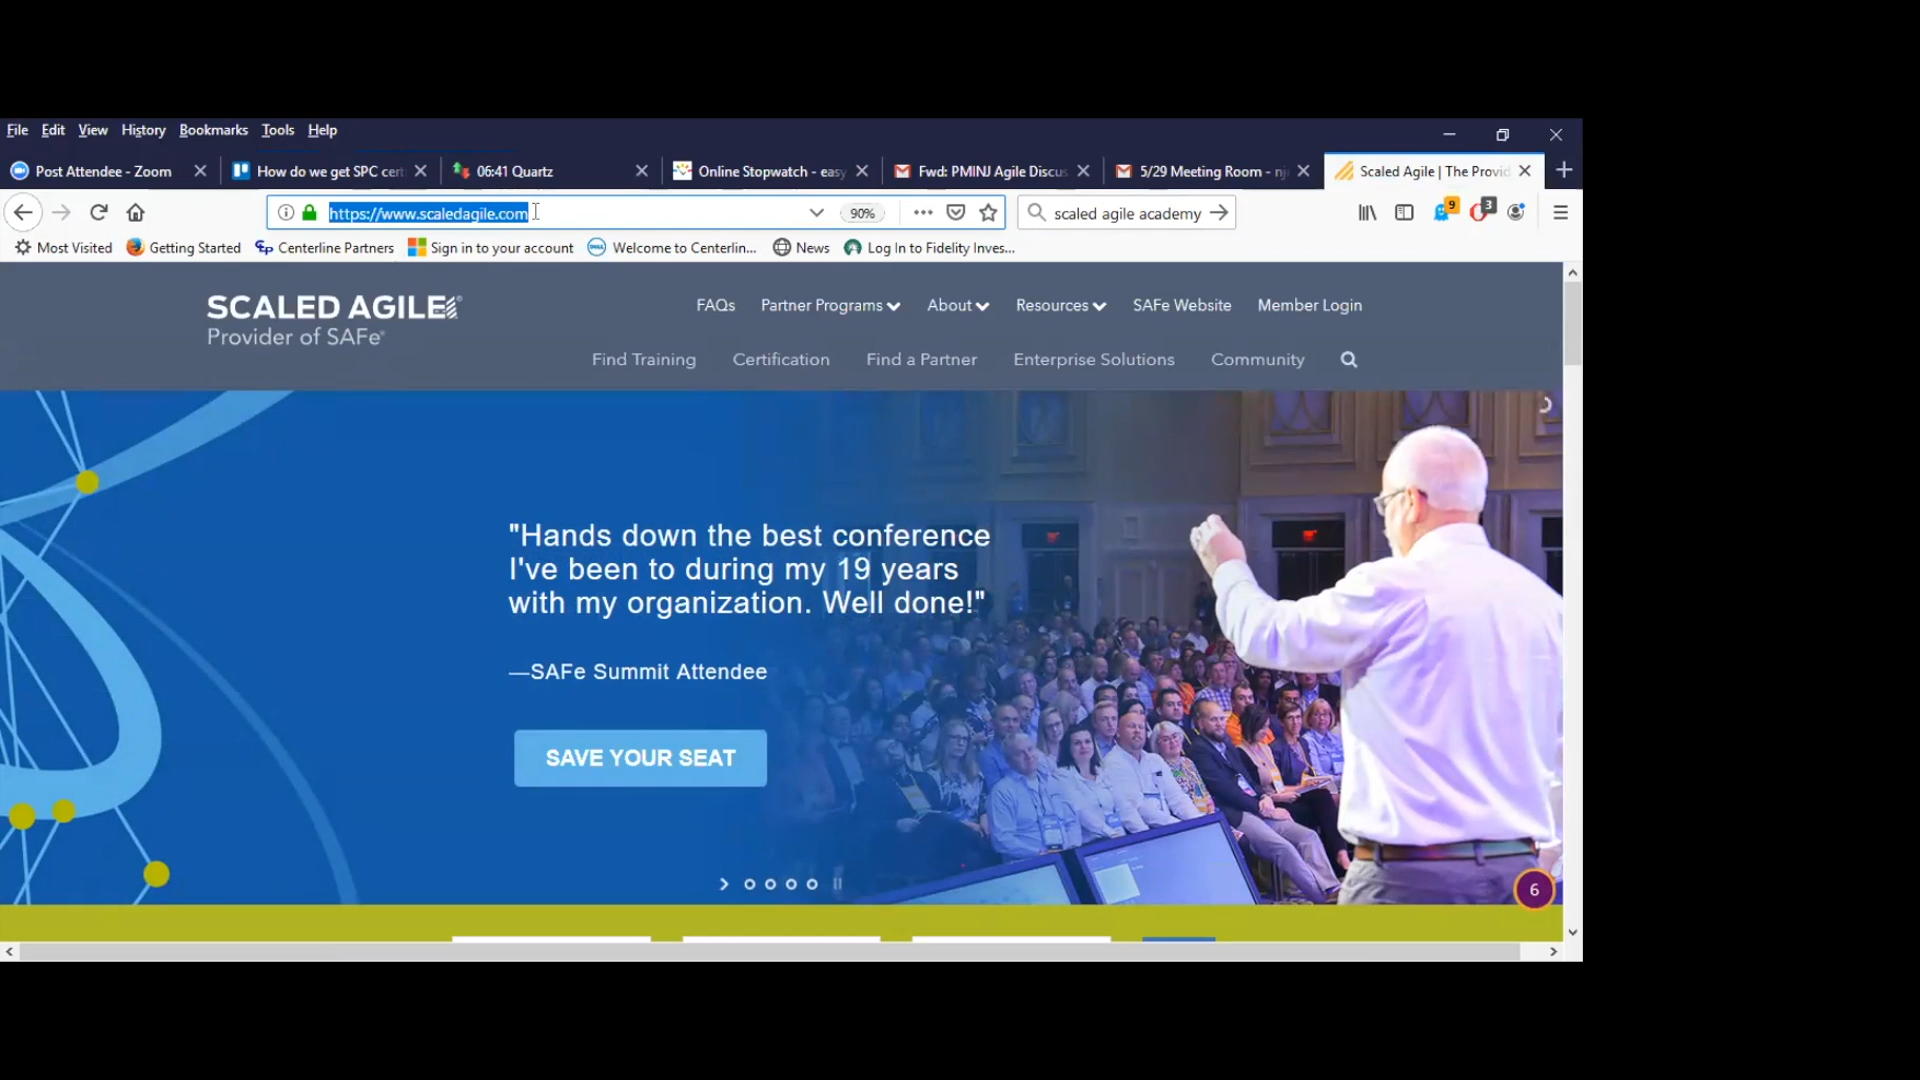 File Edit View History Bookmarks Tools Help
Post Attendee - Zoom How do we get SPC cert 06:41 Quartz Online Stopwatch - easy Fwd: PMINJ Agile Discus 5/29 Meeting Room - nj Scaled Agile | The Provid
https://www.scaledagile.com 90% scaled agile academy 9 3
Most Visited Getting Started Centerline Partners Sign in to your account Welcome to Centerlin... News Log In to Fidelity Inves...
SCALED AGILE
Provider of SAFe
FAQs Partner Programs About Resources SAFe Website Member Login
Find Training Certification Find a Partner Enterprise Solutions Community
"Hands down the best conference
I've been to during my 19 years
with my organization. Well done!"
—SAFe Summit Attendee
SAVE YOUR SEAT
6